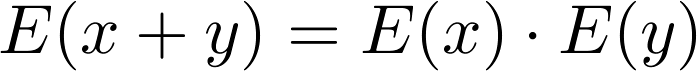 E(x + y) = E(x) · E(y)